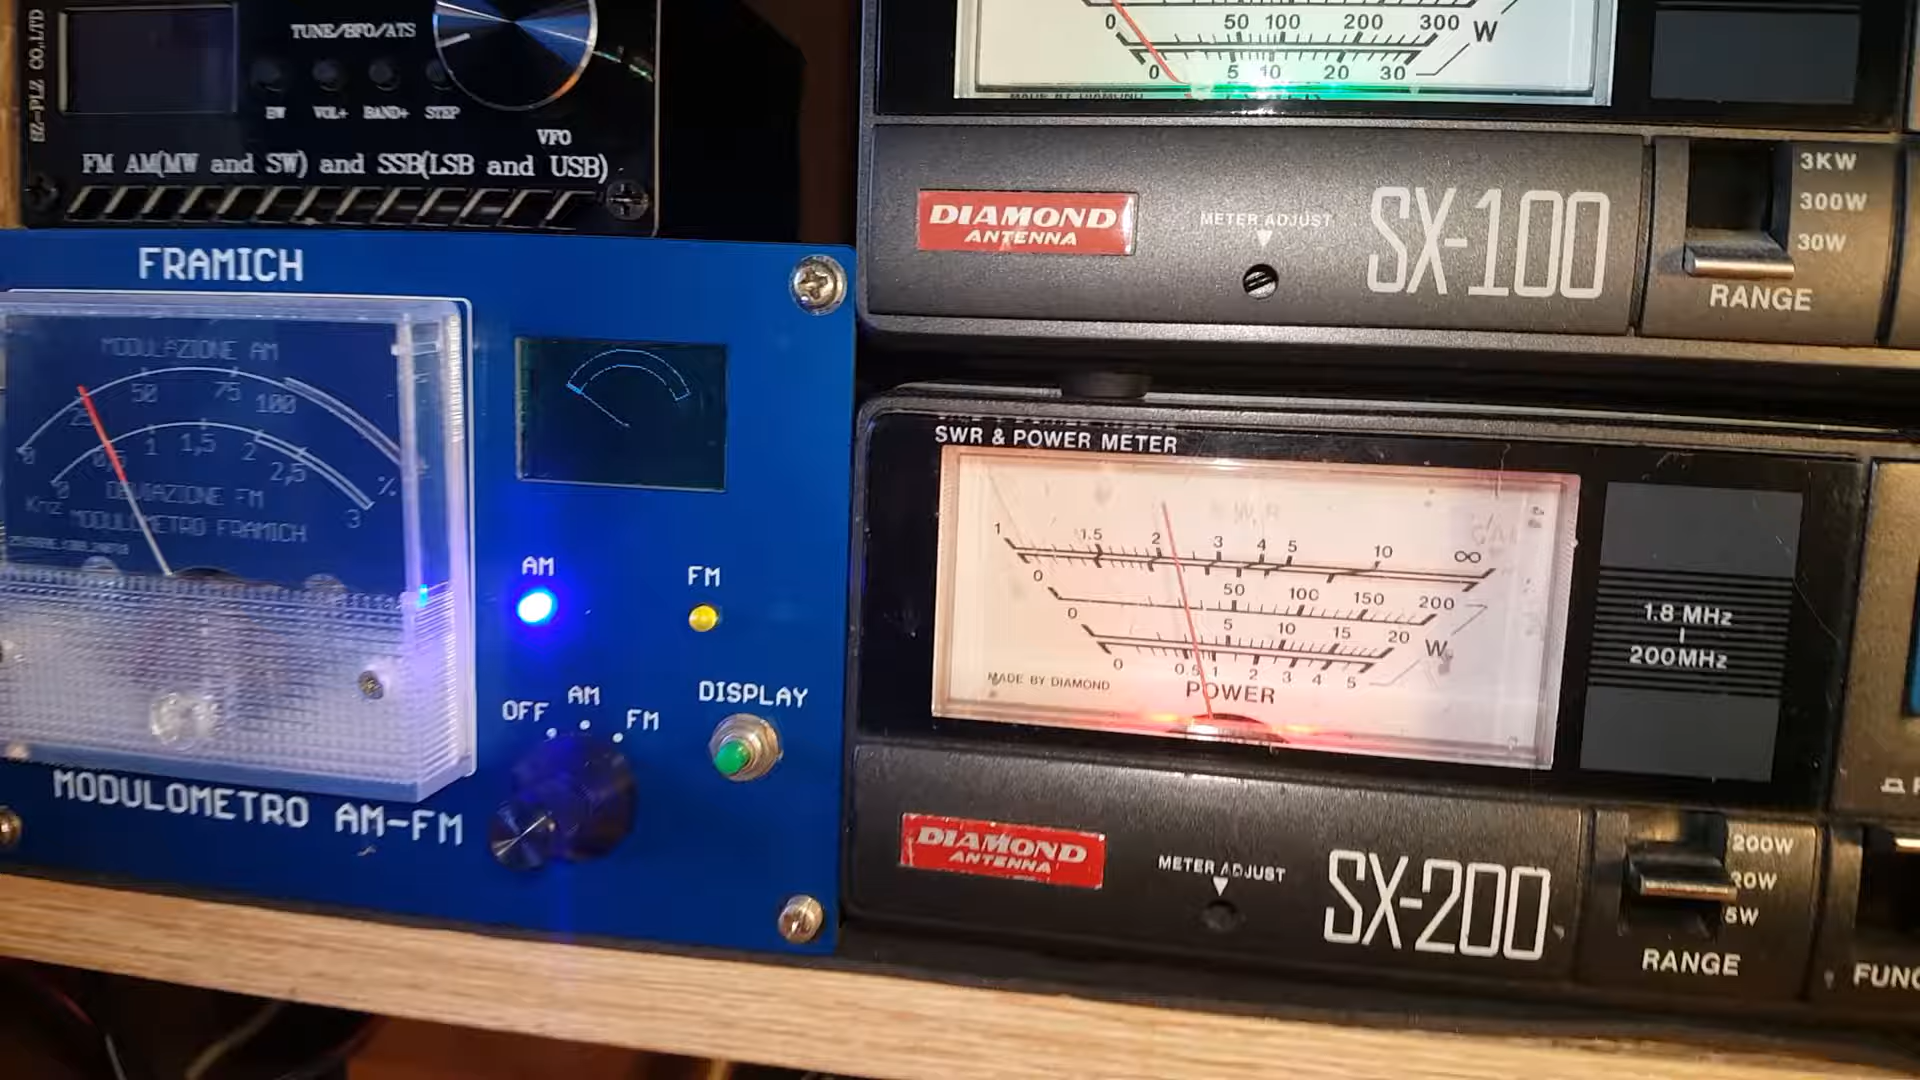 TUNE/BFO/ATS
BW VOL+ BAND+ STEP
VFO
FM AM(MW and SW) and SSB(LSB and USB)
FRAMICH
MODULAZIONE AM
0 25 50 75 100 %
0 0,5 1 1,5 2 2,5 3
KHz DEVIAZIONE FM
MODULOMETRO FRAMICH
AM
FM
OFF AM FM
DISPLAY
MODULOMETRO AM-FM
0 50 100 200 300 W
0 5 10 20 30
MADE BY DIAMOND
DIAMOND
ANTENNA
METER ADJUST
SX-100
3KW
300W
30W
RANGE
SWR & POWER METER
S.W.R
1 1.5 2 3 4 5 10 ∞
0 50 100 150 200
0 5 10 15 20 W
0 0.5 1 2 3 4 5
MADE BY DIAMOND
POWER
1.8 MHz
200MHz
DIAMOND
ANTENNA
METER ADJUST
SX-200
200W
20W
5W
RANGE